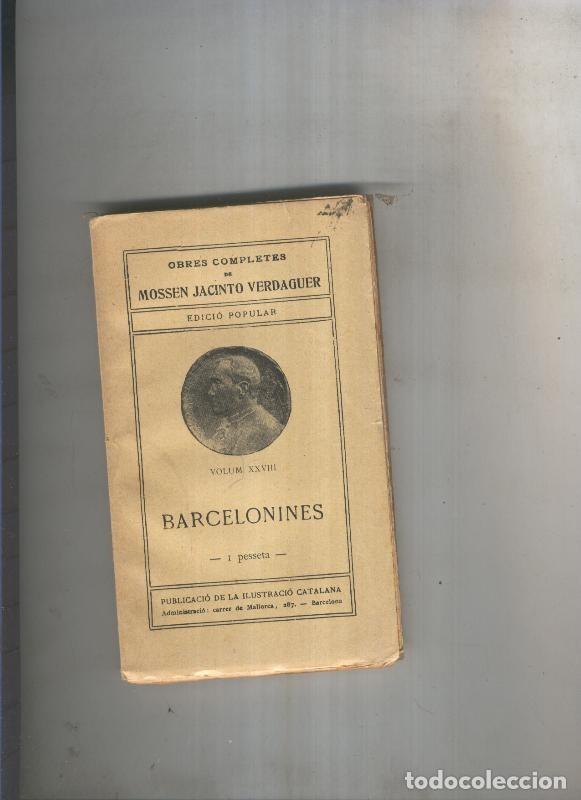 OBRES COMPLETES
DE
MOSSEN JACINTO VERDAGUER
EDICIÓ POPULAR
VOLUM XXVIII
BARCELONINES
— 1 pesseta —
PUBLICACIÓ DE LA ILUSTRACIÓ CATALANA
Administració: carrer de Mallorca, 287. — Barcelona
todocoleccion.net